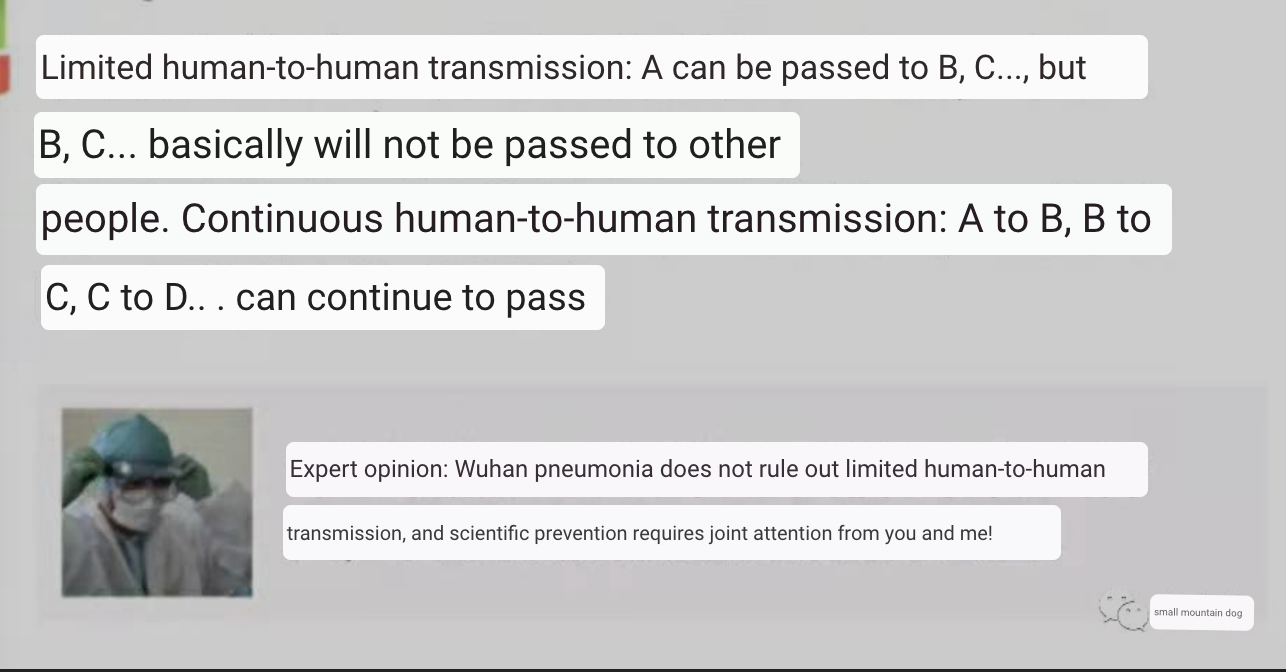 Limited human-to-human transmission: A can be passed to B, C..., but
B, C... basically will not be passed to other
people. Continuous human-to-human transmission: A to B, B to
C, C to D.. . can continue to pass
Expert opinion: Wuhan pneumonia does not rule out limited human-to-human
transmission, and scientific prevention requires joint attention from you and me!
small mountain dog